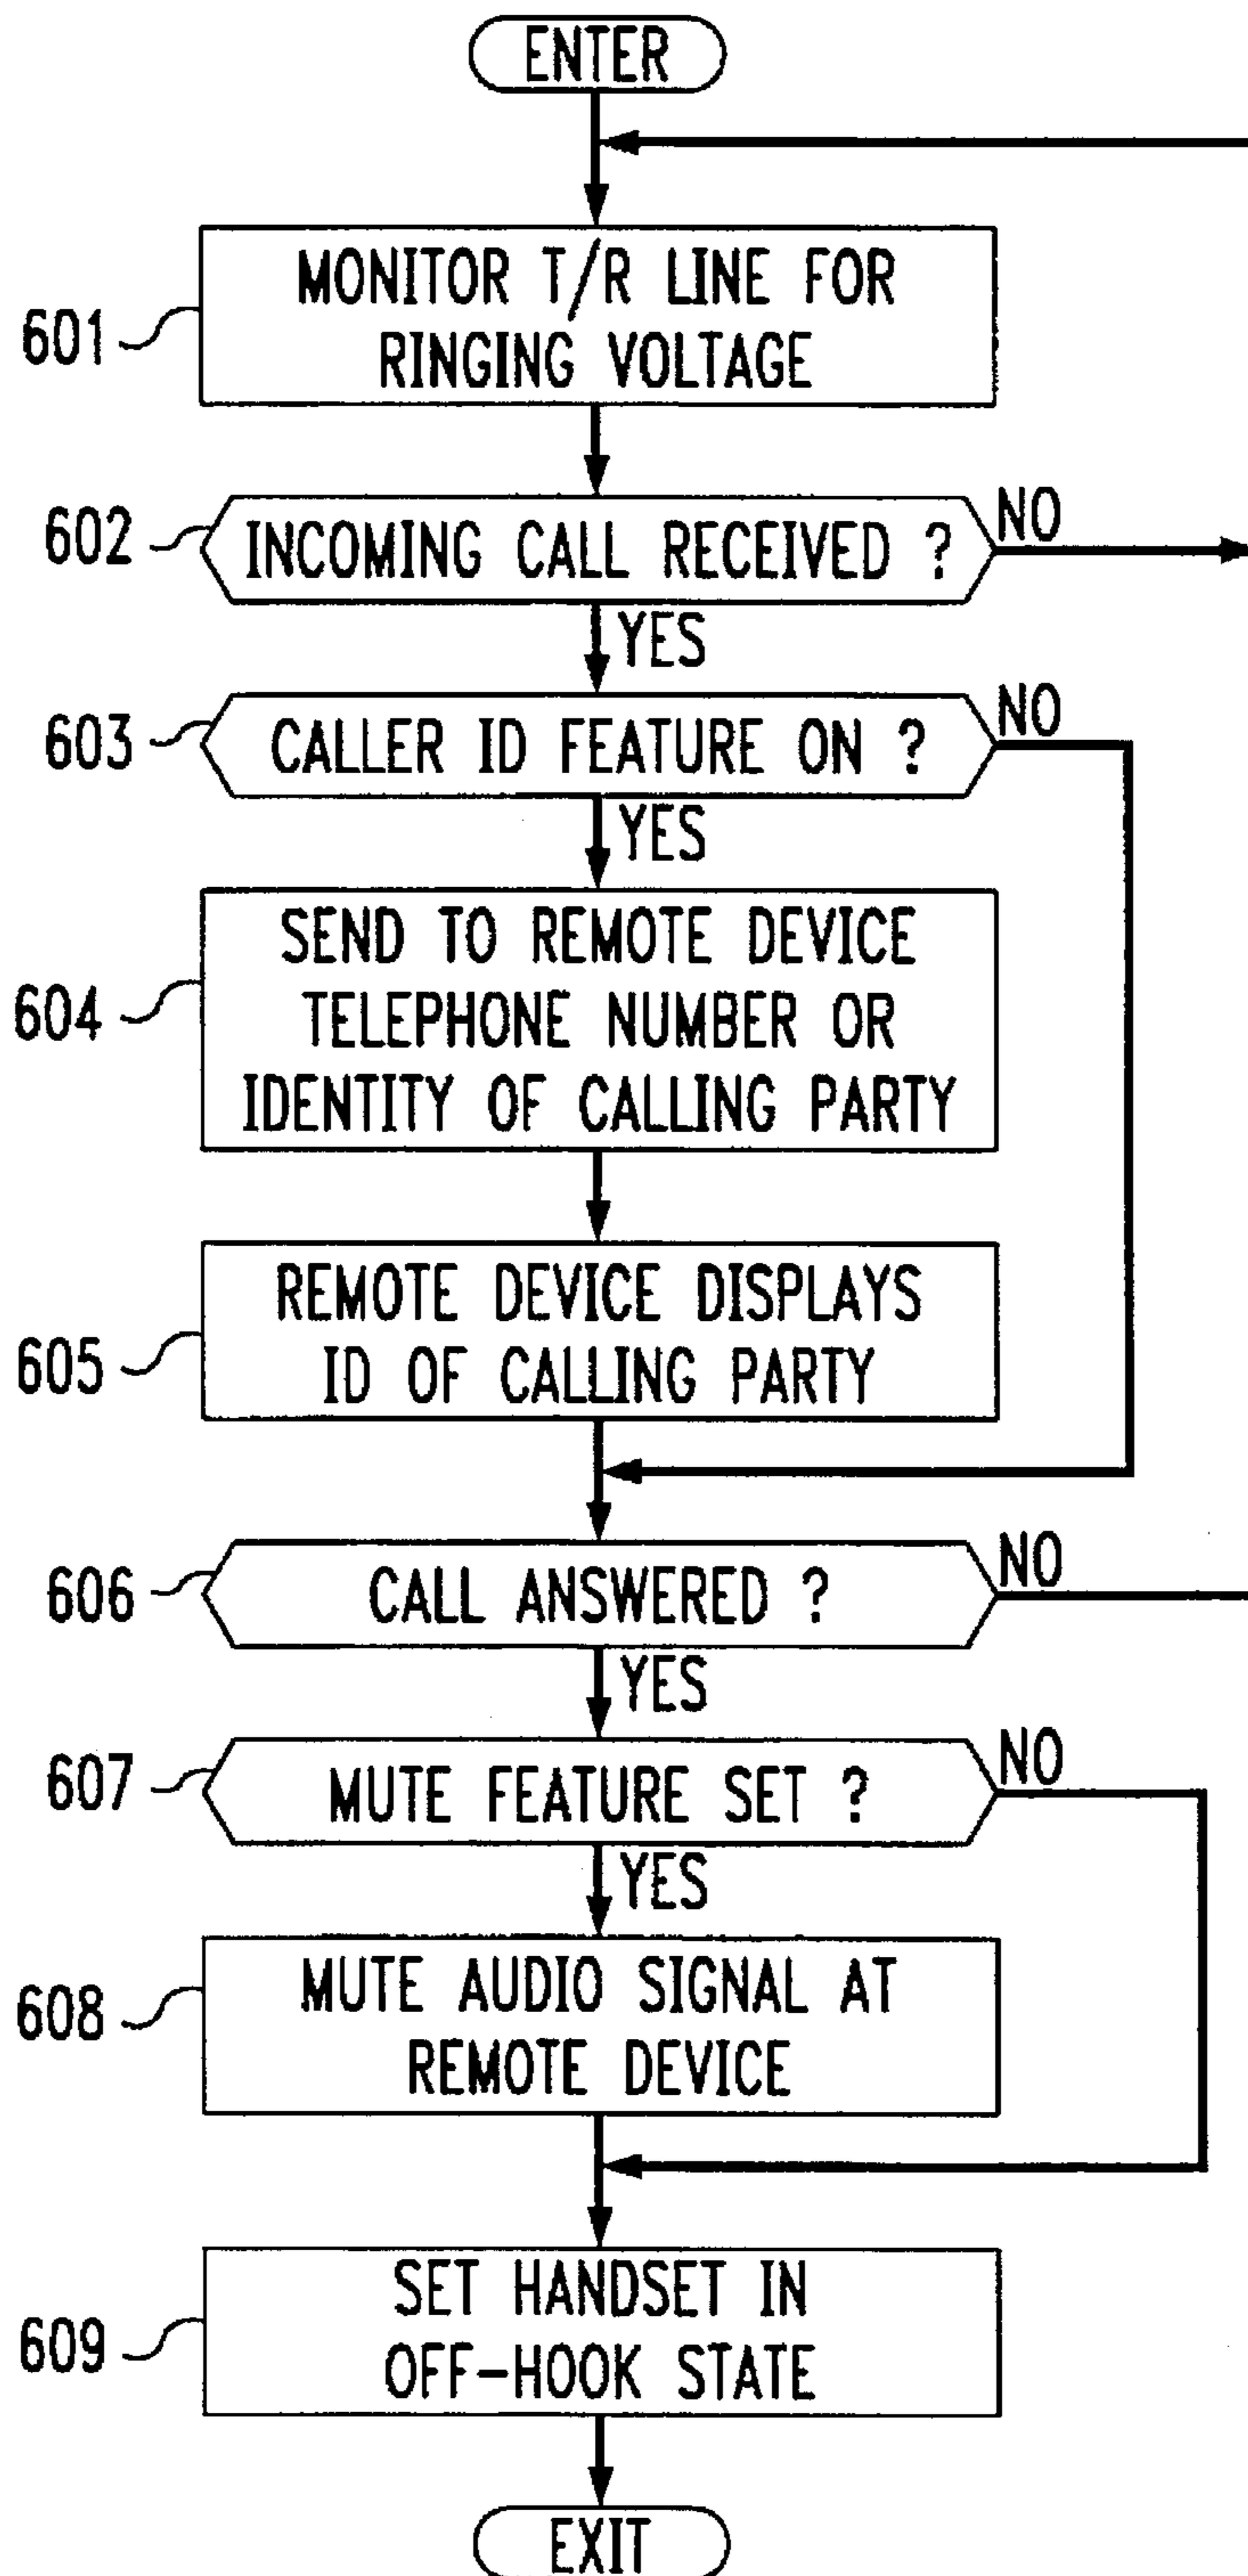 ENTER
MONITOR T/R LINE FOR
RINGING VOLTAGE
601
602
INCOMING CALL RECEIVED ?
NO
YES
603
CALLER ID FEATURE ON ?
NO
YES
SEND TO REMOTE DEVICE
604
TELEPHONE NUMBER OR
IDENTITY OF CALLING PARTY
REMOTE DEVICE DISPLAYS
605
ID OF CALLING PARTY
606
CALL ANSWERED ?
NO
YES
607
MUTE FEATURE SET ?
NO
YES
MUTE AUDIO SIGNAL AT
608
REMOTE DEVICE
SET HANDSET IN
609
OFF-HOOK STATE
EXIT